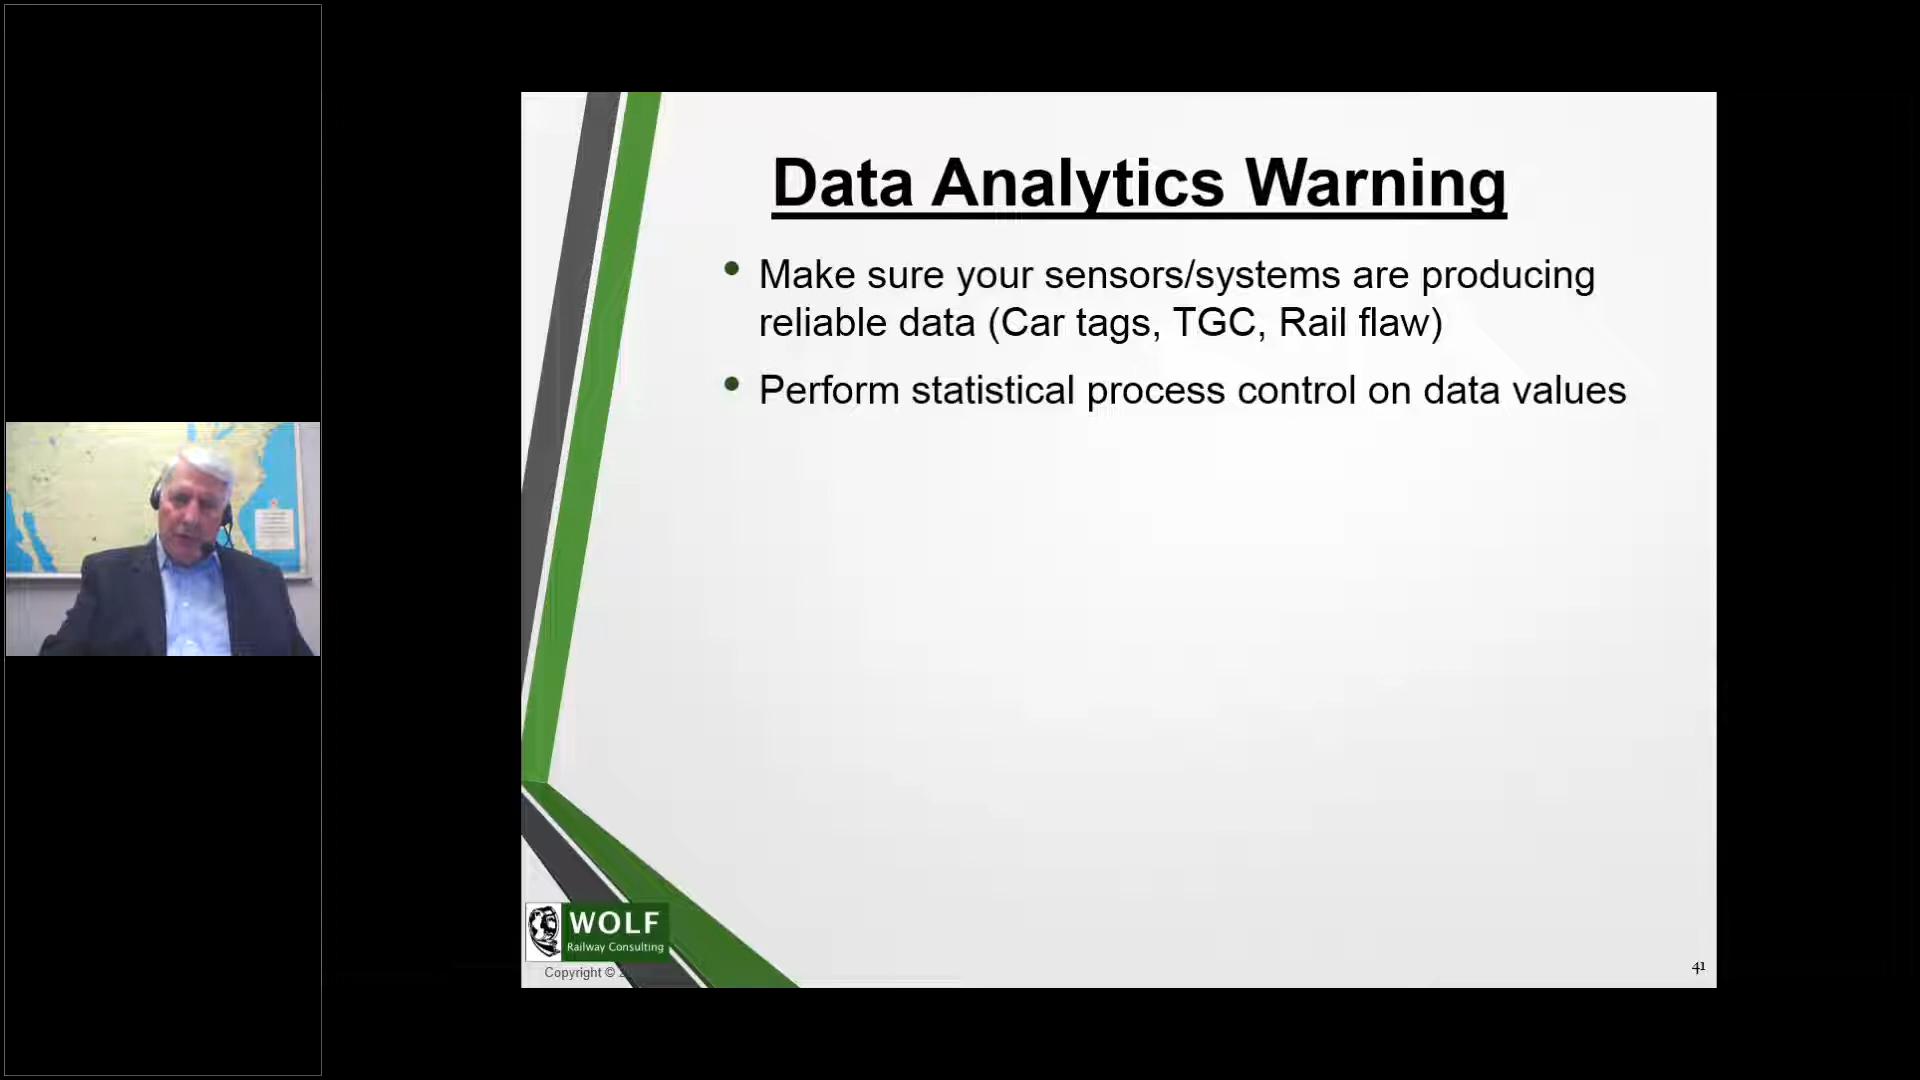 Data Analytics Warning
• Make sure your sensors/systems are producing
reliable data (Car tags, TGC, Rail flaw)
• Perform statistical process control on data values
WOLF
Railway Consulting
Copyright ©
41